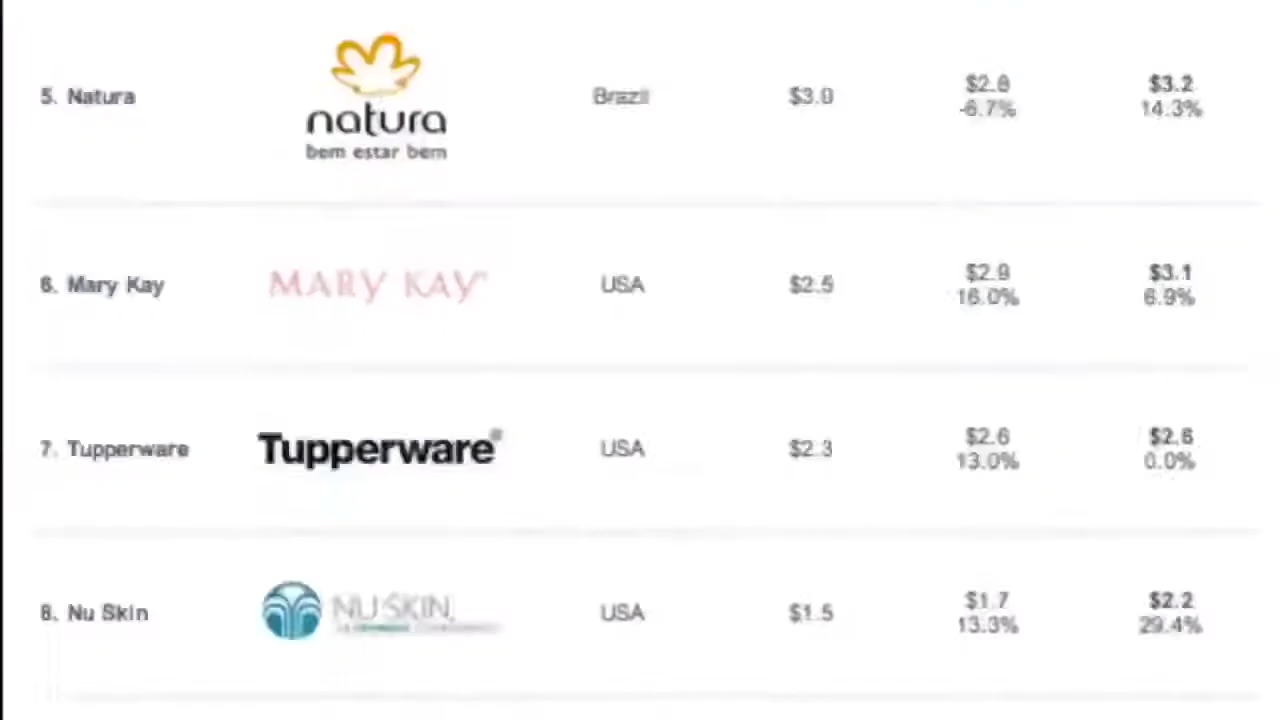 5. Natura
natura
bem estar bem
Brazil
$3.0
$2.8
-6.7%
$3.2
14.3%
6. Mary Kay
MARY KAY
USA
$2.5
$2.9
16.0%
$3.1
6.9%
7. Tupperware
Tupperware®
USA
$2.3
$2.6
13.0%
$2.6
0.0%
8. Nu Skin
NU SKIN
USA
$1.5
$1.7
13.3%
$2.2
29.4%